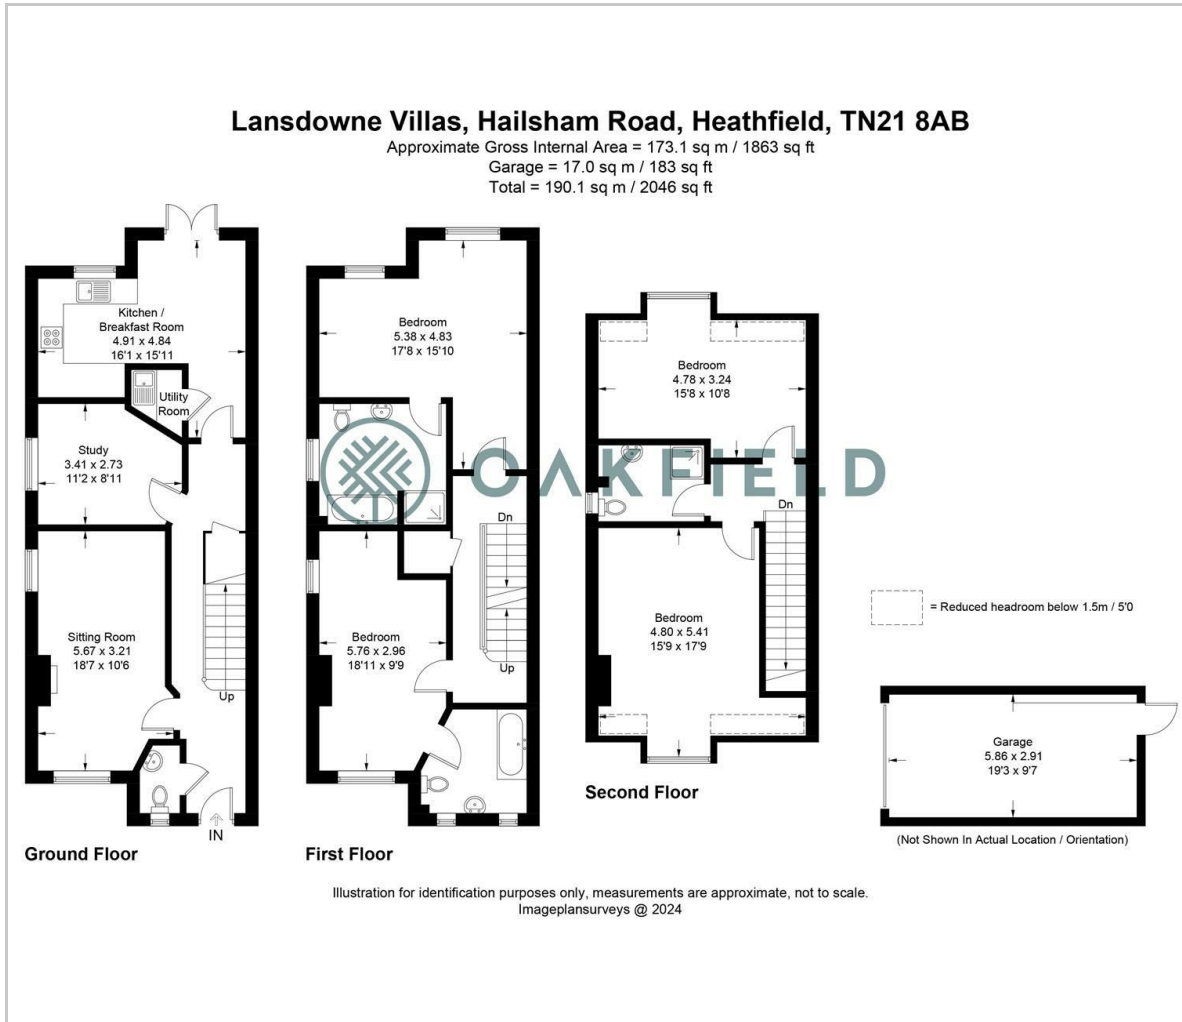 Lansdowne Villas, Hailsham Road, Heathfield, TN21 8AB
Approximate Gross Internal Area = 173.1 sq m / 1863 sq ft
Garage = 17.0 sq m / 183 sq ft
Total = 190.1 sq m / 2046 sq ft
Kitchen /
Breakfast Room
4.91 x 4.84
16'1 x 15'11
Utility
Room
Study
3.41 x 2.73
11'2 x 8'11
Sitting Room
5.67 x 3.21
18'7 x 10'6
Up
IN
Ground Floor
Bedroom
5.38 x 4.83
17'8 x 15'10
Dn
Bedroom
5.76 x 2.96
18'11 x 9'9
Up
First Floor
Bedroom
4.78 x 3.24
15'8 x 10'8
Dn
Bedroom
4.80 x 5.41
15'9 x 17'9
Second Floor
OAKFIELD
= Reduced headroom below 1.5m / 5'0
Garage
5.86 x 2.91
19'3 x 9'7
(Not Shown In Actual Location / Orientation)
Illustration for identification purposes only, measurements are approximate, not to scale.
Imageplansurveys @ 2024